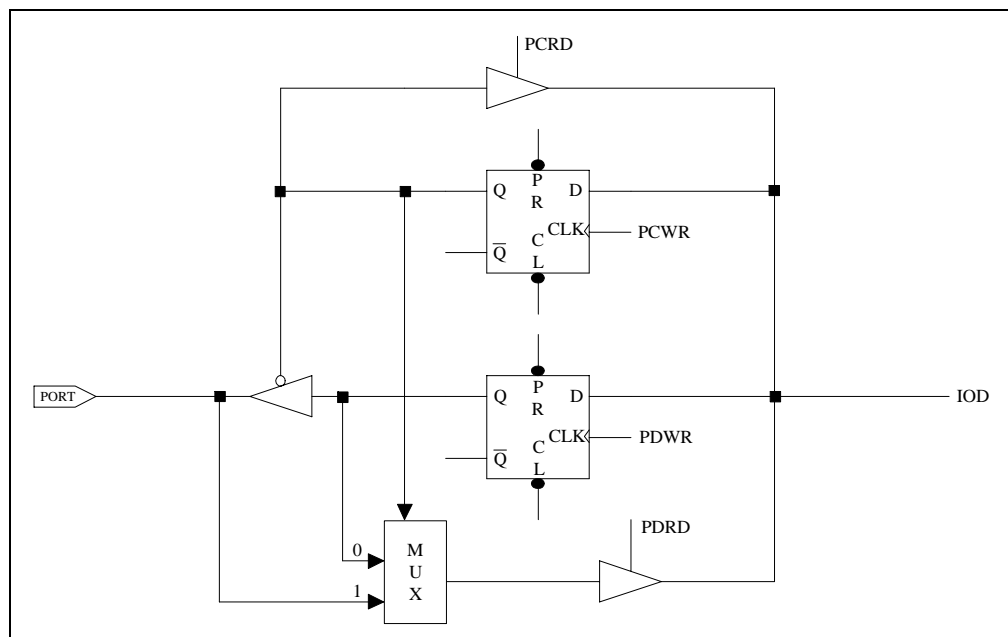 PCRD
Q P R D
CLK PCWR
Q̅ C L
PORT
Q P R D
IOD
CLK PDWR
Q̅ C L
PDRD
0 M U X
1